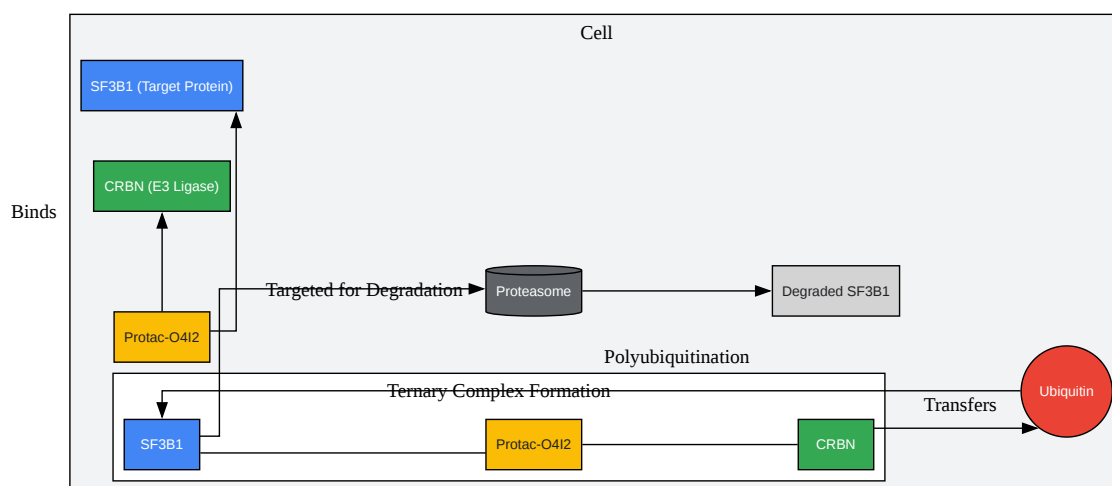 Cell
SF3B1 (Target Protein)
CRBN (E3 Ligase)
Binds
Targeted for Degradation
Proteasome
Degraded SF3B1
Protac-O4I2
Polyubiquitination
Ternary Complex Formation
Ubiquitin
Transfers
SF3B1
Protac-O4I2
CRBN